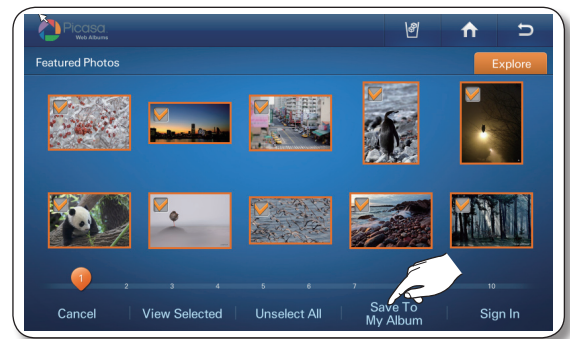 Picasa.
Web Albums
Featured Photos
Explore
1 2 3 4 5 6 7 10
Cancel
View Selected
Unselect All
Save To
My Album
Sign In